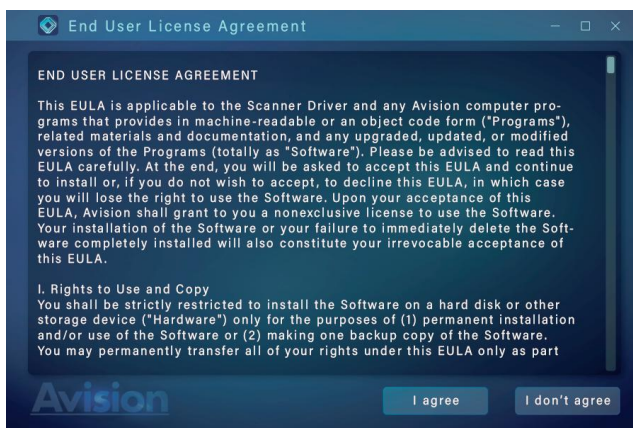 End User License Agreement
END USER LICENSE AGREEMENT
This EULA is applicable to the Scanner Driver and any Avision computer pro-
grams that provides in machine-readable or an object code form ("Programs"),
related materials and documentation, and any upgraded, updated, or modified
versions of the Programs (totally as "Software"). Please be advised to read this
EULA carefully. At the end, you will be asked to accept this EULA and continue
to install or, if you do not wish to accept, to decline this EULA, in which case
you will lose the right to use the Software. Upon your acceptance of this
EULA, Avision shall grant to you a nonexclusive license to use the Software.
Your installation of the Software or your failure to immediately delete the Soft-
ware completely installed will also constitute your irrevocable acceptance of
this EULA.
I. Rights to Use and Copy
You shall be strictly restricted to install the Software on a hard disk or other
storage device ("Hardware") only for the purposes of (1) permanent installation
and/or use of the Software or (2) making one backup copy of the Software.
You may permanently transfer all of your rights under this EULA only as part
Avision
I agree
I don't agree